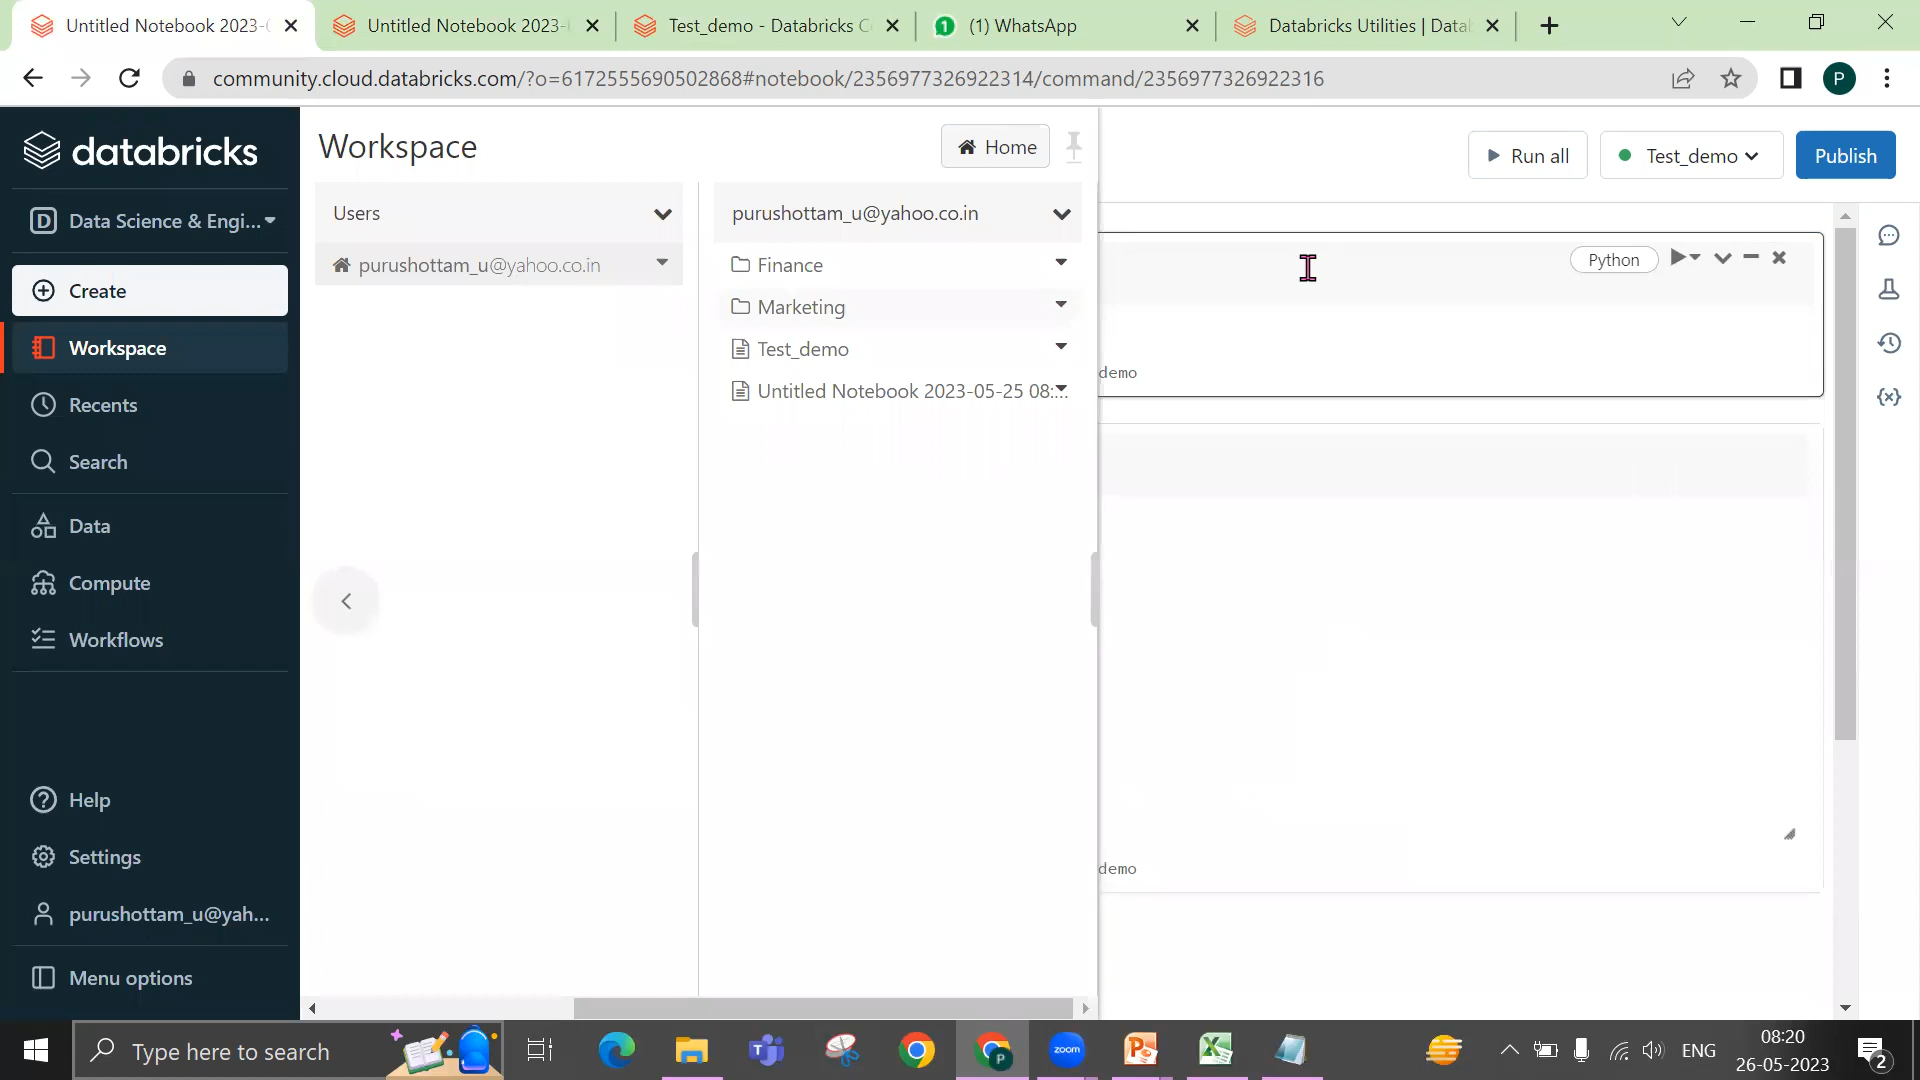 Untitled Notebook 2023-
Untitled Notebook 2023-
Test_demo - Databricks C
(1) WhatsApp
Databricks Utilities | Data
community.cloud.databricks.com/?o=6172555690502868#notebook/2356977326922314/command/2356977326922316
P
databricks
Workspace
Home
Run all
Test_demo
Publish
D
Data Science & Engi...
Users
purushottam_u@yahoo.co.in
purushottam_u@yahoo.co.in
Finance
Marketing
Test_demo
Untitled Notebook 2023-05-25 08:...
Python
demo
demo
Create
Workspace
Recents
Search
Data
Compute
Workflows
Help
Settings
purushottam_u@yah...
Menu options
Type here to search
zoom
ENG
08:20
26-05-2023
2